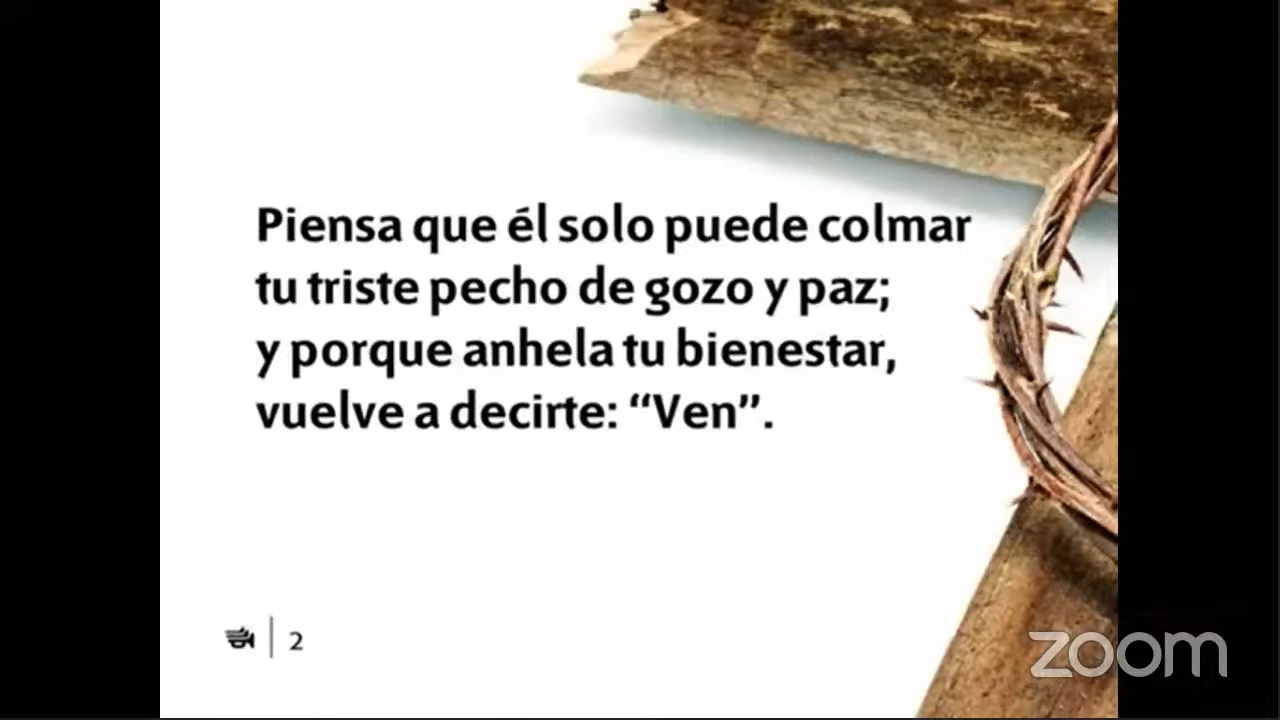 Piensa que él solo puede colmar
tu triste pecho de gozo y paz;
y porque anhela tu bienestar,
vuelve a decirte: “Ven”.
2
zoom